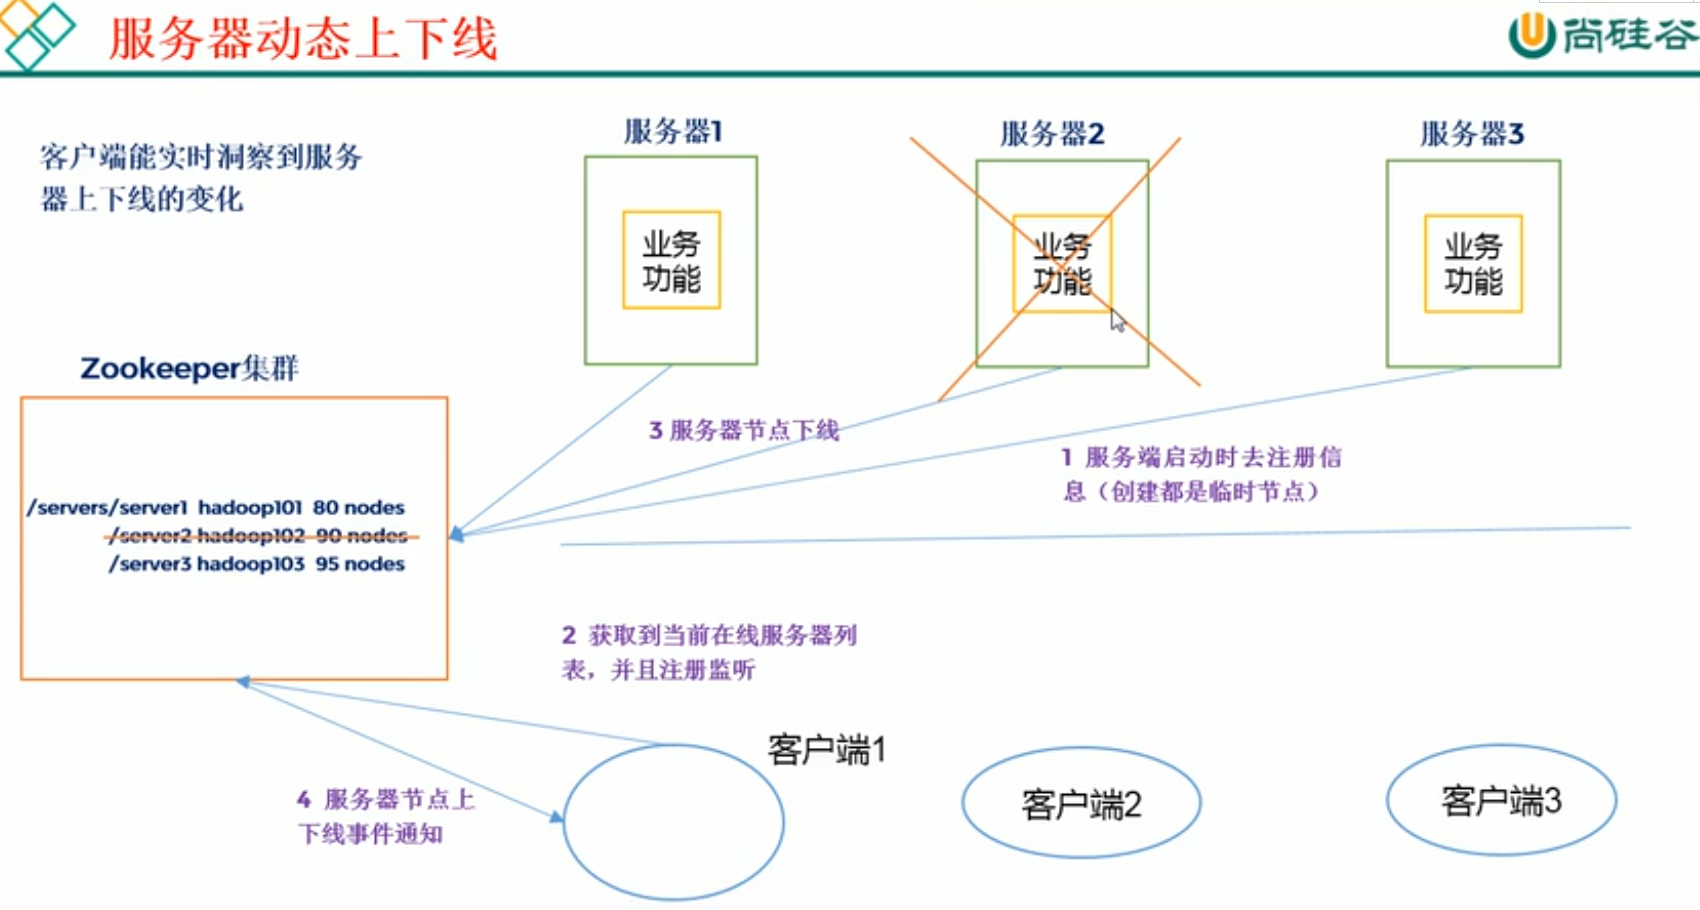 服务器动态上下线
尚硅谷
客户端能实时洞察到服务
器上下线的变化
服务器1
服务器2
服务器3
业务
功能
业务
功能
业务
功能
Zookeeper集群
3 服务器节点下线
1 服务端启动时去注册信
息（创建都是临时节点）
/servers/server1 hadoop101 80 nodes
/server2 hadoop102 90 nodes
/server3 hadoop103 95 nodes
2 获取到当前在线服务器列
表，并且注册监听
客户端1
客户端2
客户端3
4 服务器节点上
下线事件通知